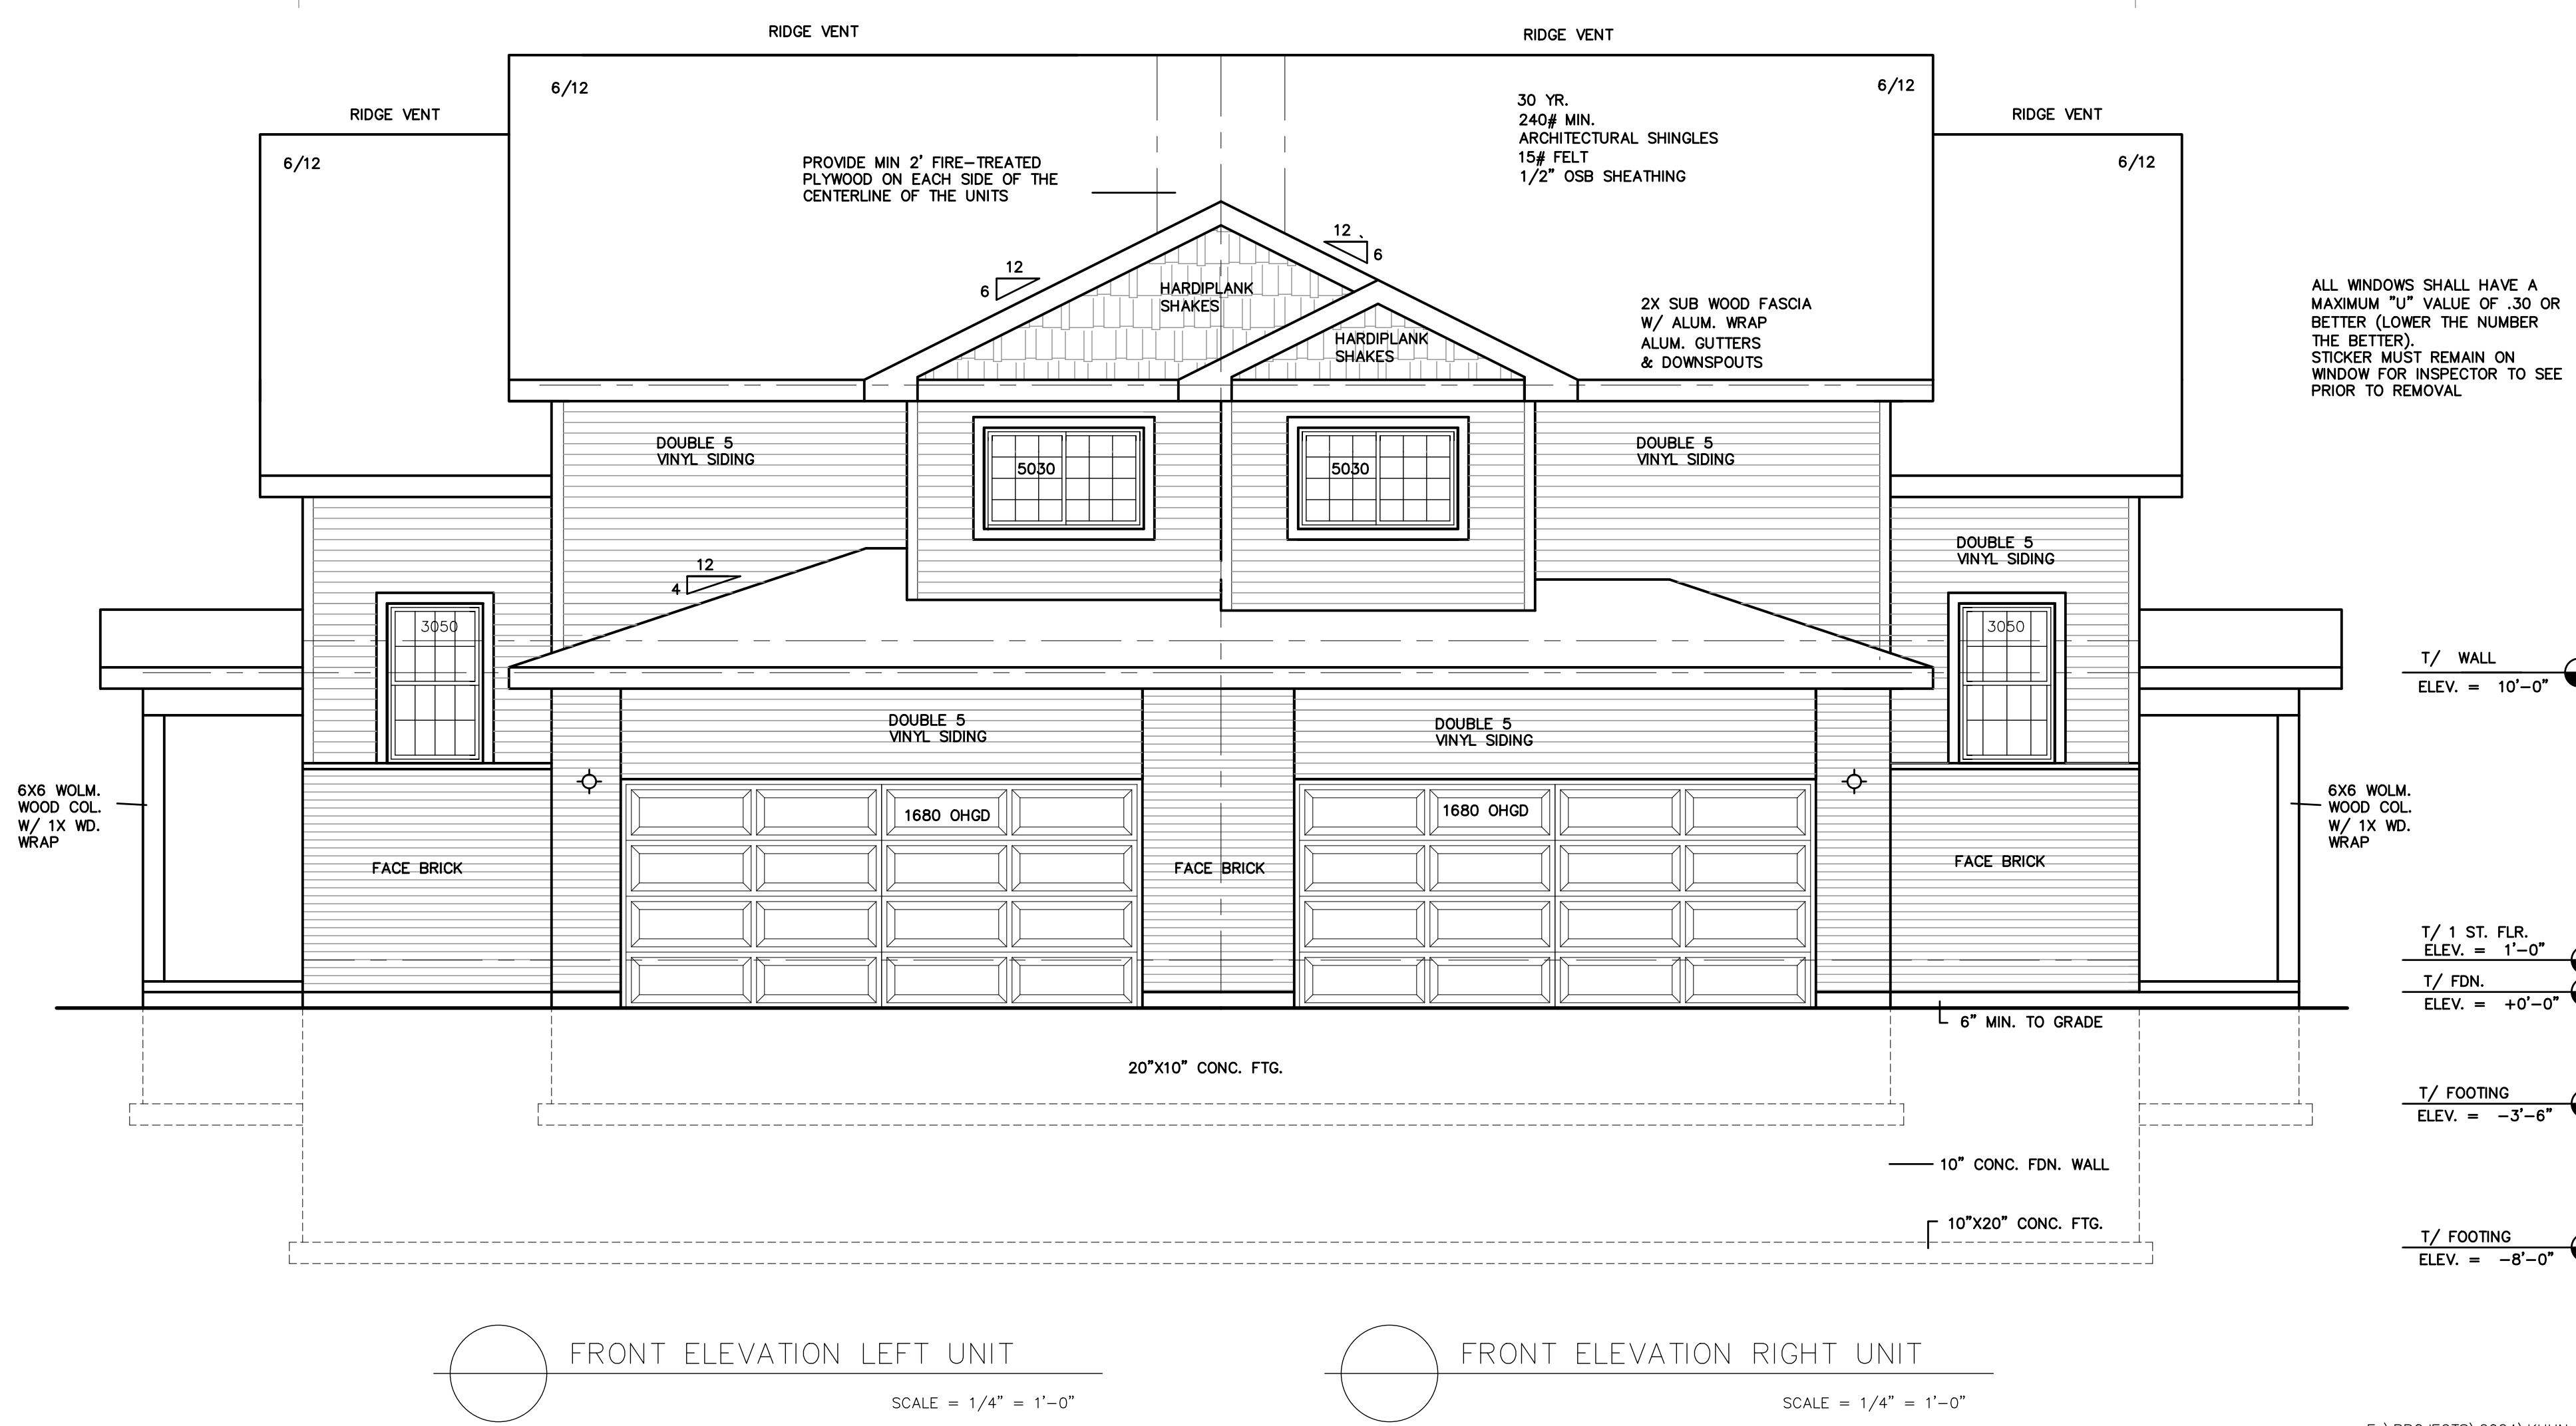 RIDGE VENT
RIDGE VENT
RIDGE VENT
RIDGE VENT
6/12
6/12
6/12
6/12
30 YR.
240# MIN.
ARCHITECTURAL SHINGLES
15# FELT
1/2" OSB SHEATHING
PROVIDE MIN 2' FIRE-TREATED
PLYWOOD ON EACH SIDE OF THE
CENTERLINE OF THE UNITS
12
6
12
6
HARDIPLANK
SHAKES
HARDIPLANK
SHAKES
2X SUB WOOD FASCIA
W/ ALUM. WRAP
ALUM. GUTTERS
& DOWNSPOUTS
ALL WINDOWS SHALL HAVE A
MAXIMUM "U" VALUE OF .30 OR
BETTER (LOWER THE NUMBER
THE BETTER).
STICKER MUST REMAIN ON
WINDOW FOR INSPECTOR TO SEE
PRIOR TO REMOVAL
DOUBLE 5
VINYL SIDING
5030
5030
DOUBLE 5
VINYL SIDING
DOUBLE 5
VINYL SIDING
12
4
3050
3050
T/ WALL
ELEV. = 10'-0"
DOUBLE 5
VINYL SIDING
DOUBLE 5
VINYL SIDING
6X6 WOLM.
WOOD COL.
W/ 1X WD.
WRAP
1680 OHGD
1680 OHGD
6X6 WOLM.
WOOD COL.
W/ 1X WD.
WRAP
FACE BRICK
FACE BRICK
FACE BRICK
T/ 1 ST. FLR.
ELEV. = 1'-0"
T/ FDN.
ELEV. = +0'-0"
6" MIN. TO GRADE
20"X10" CONC. FTG.
T/ FOOTING
ELEV. = -3'-6"
10" CONC. FDN. WALL
10"X20" CONC. FTG.
T/ FOOTING
ELEV. = -8'-0"
FRONT ELEVATION LEFT UNIT
SCALE = 1/4" = 1'-0"
FRONT ELEVATION RIGHT UNIT
SCALE = 1/4" = 1'-0"